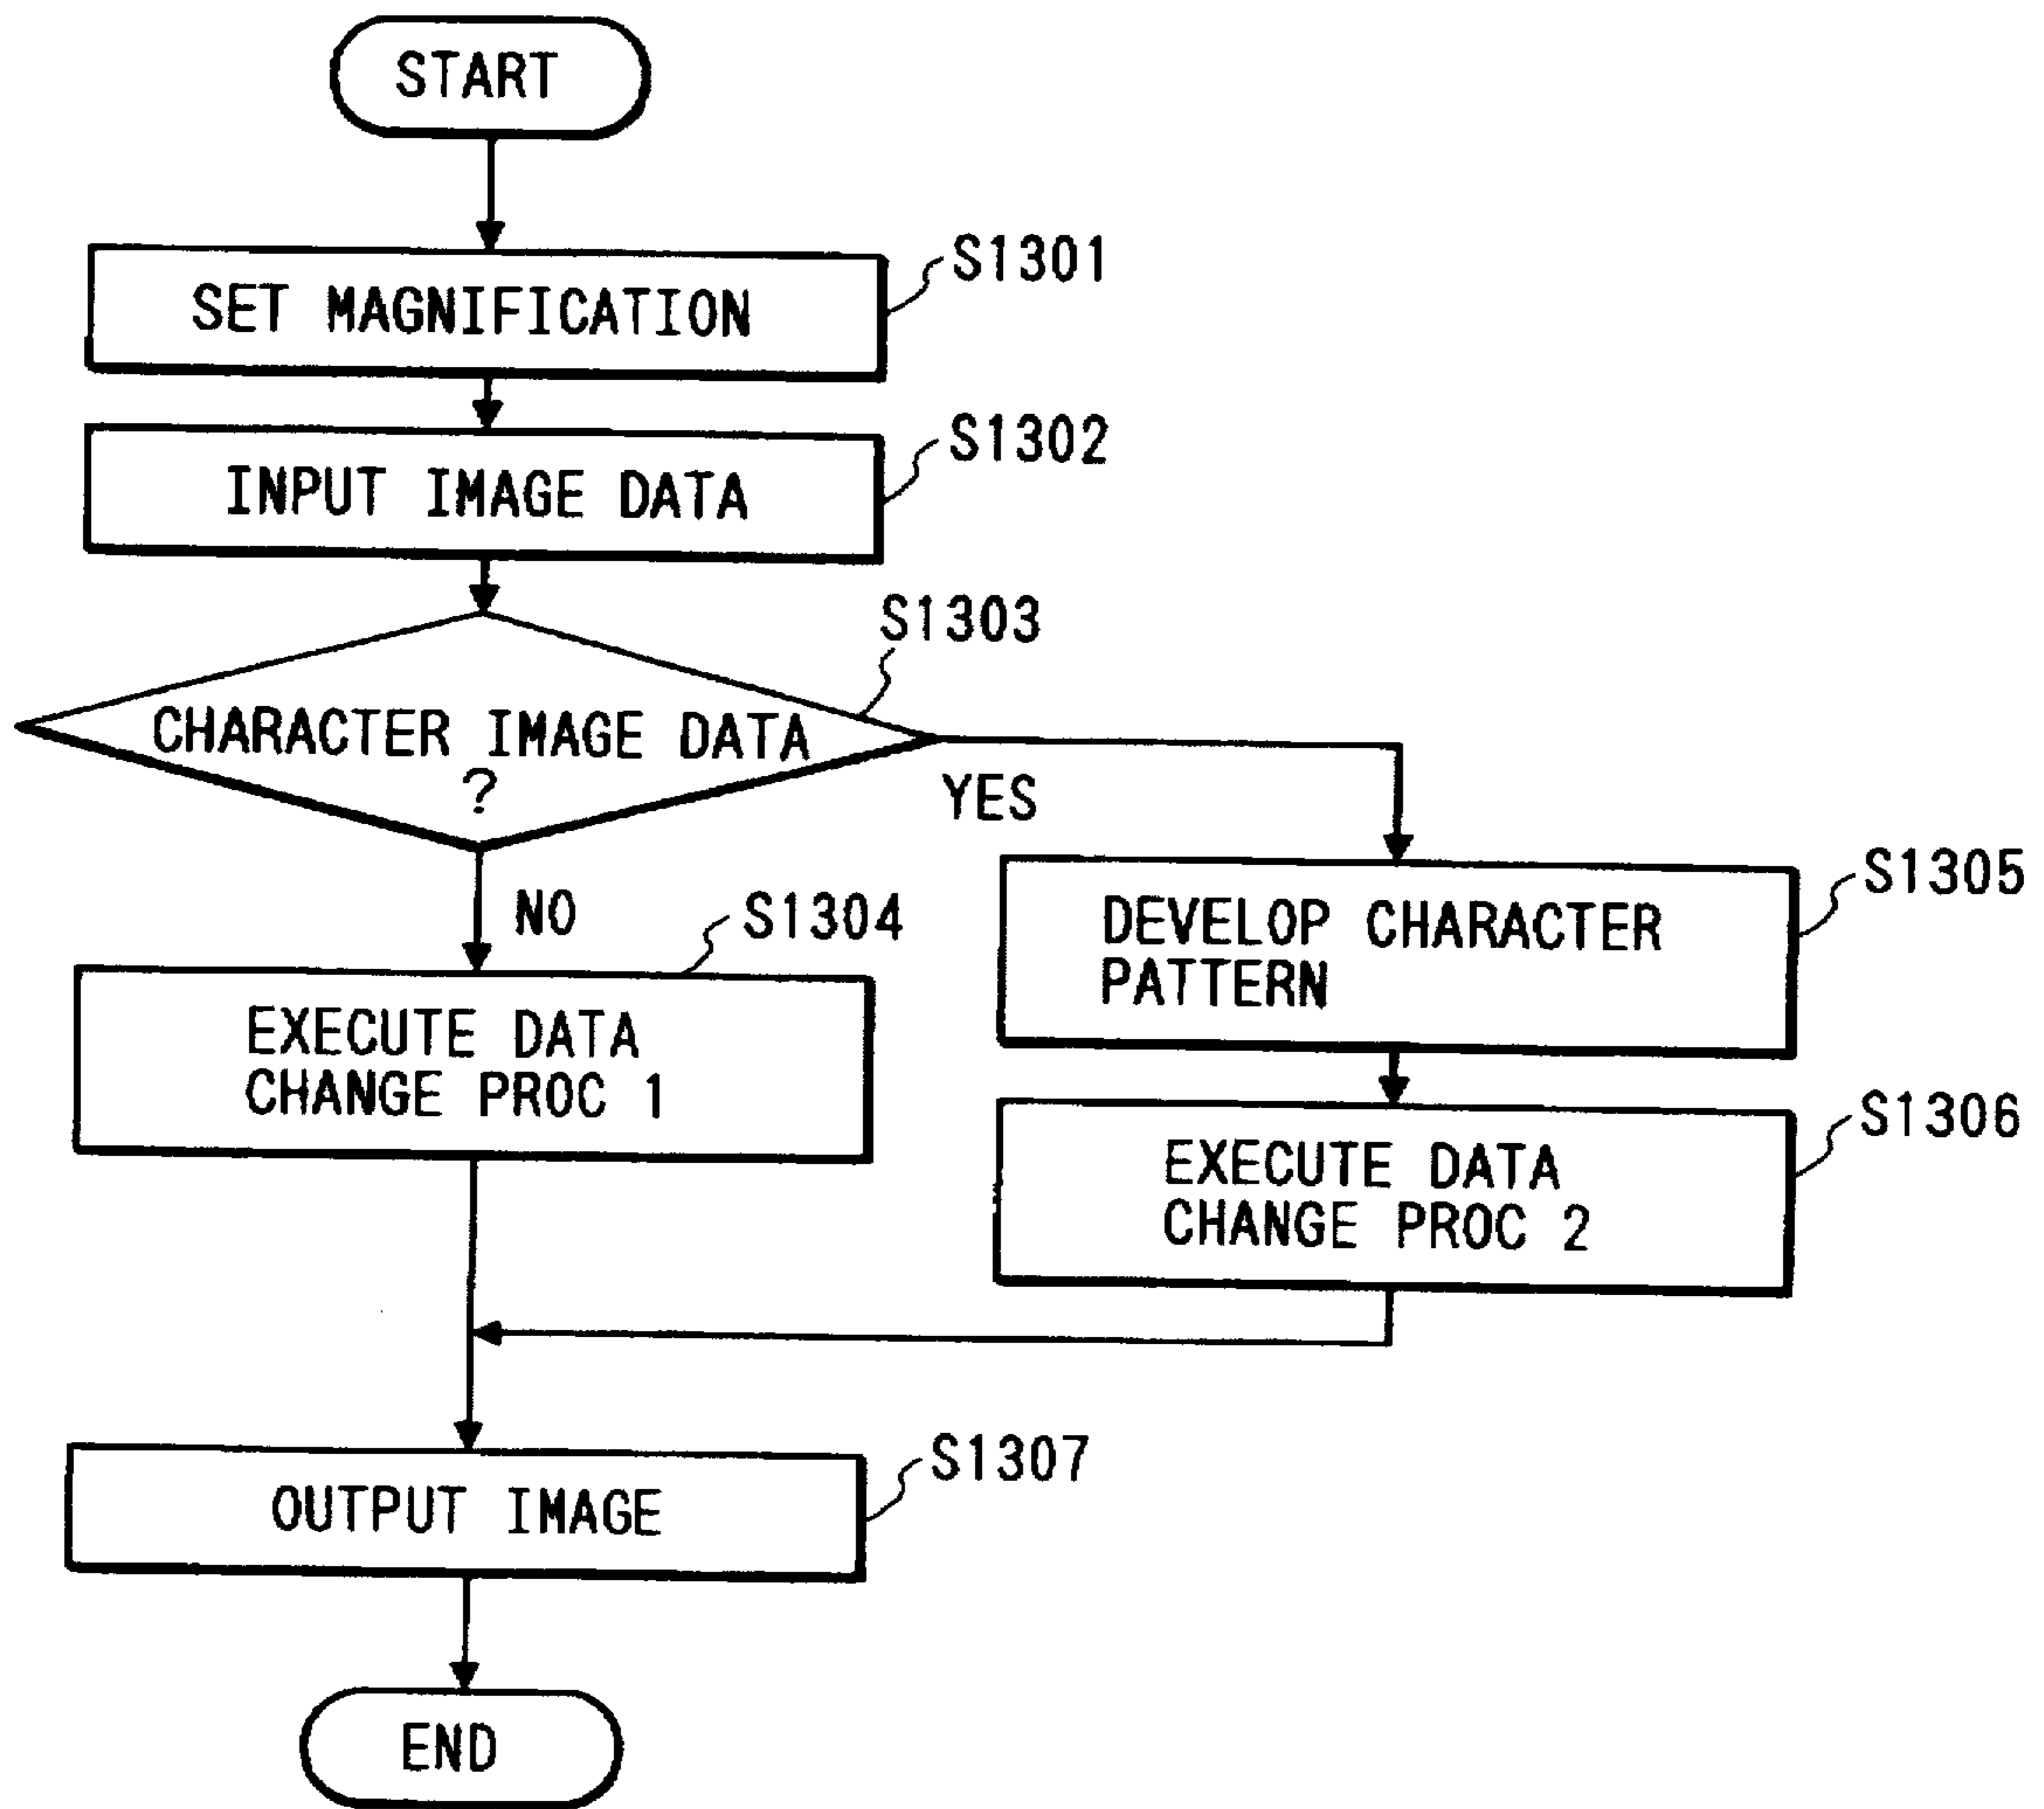 START
S1301
SET MAGNIFICATION
S1302
INPUT IMAGE DATA
S1303
CHARACTER IMAGE DATA
?
YES
NO
S1304
EXECUTE DATA
CHANGE PROC 1
S1305
DEVELOP CHARACTER
PATTERN
S1306
EXECUTE DATA
CHANGE PROC 2
S1307
OUTPUT IMAGE
END